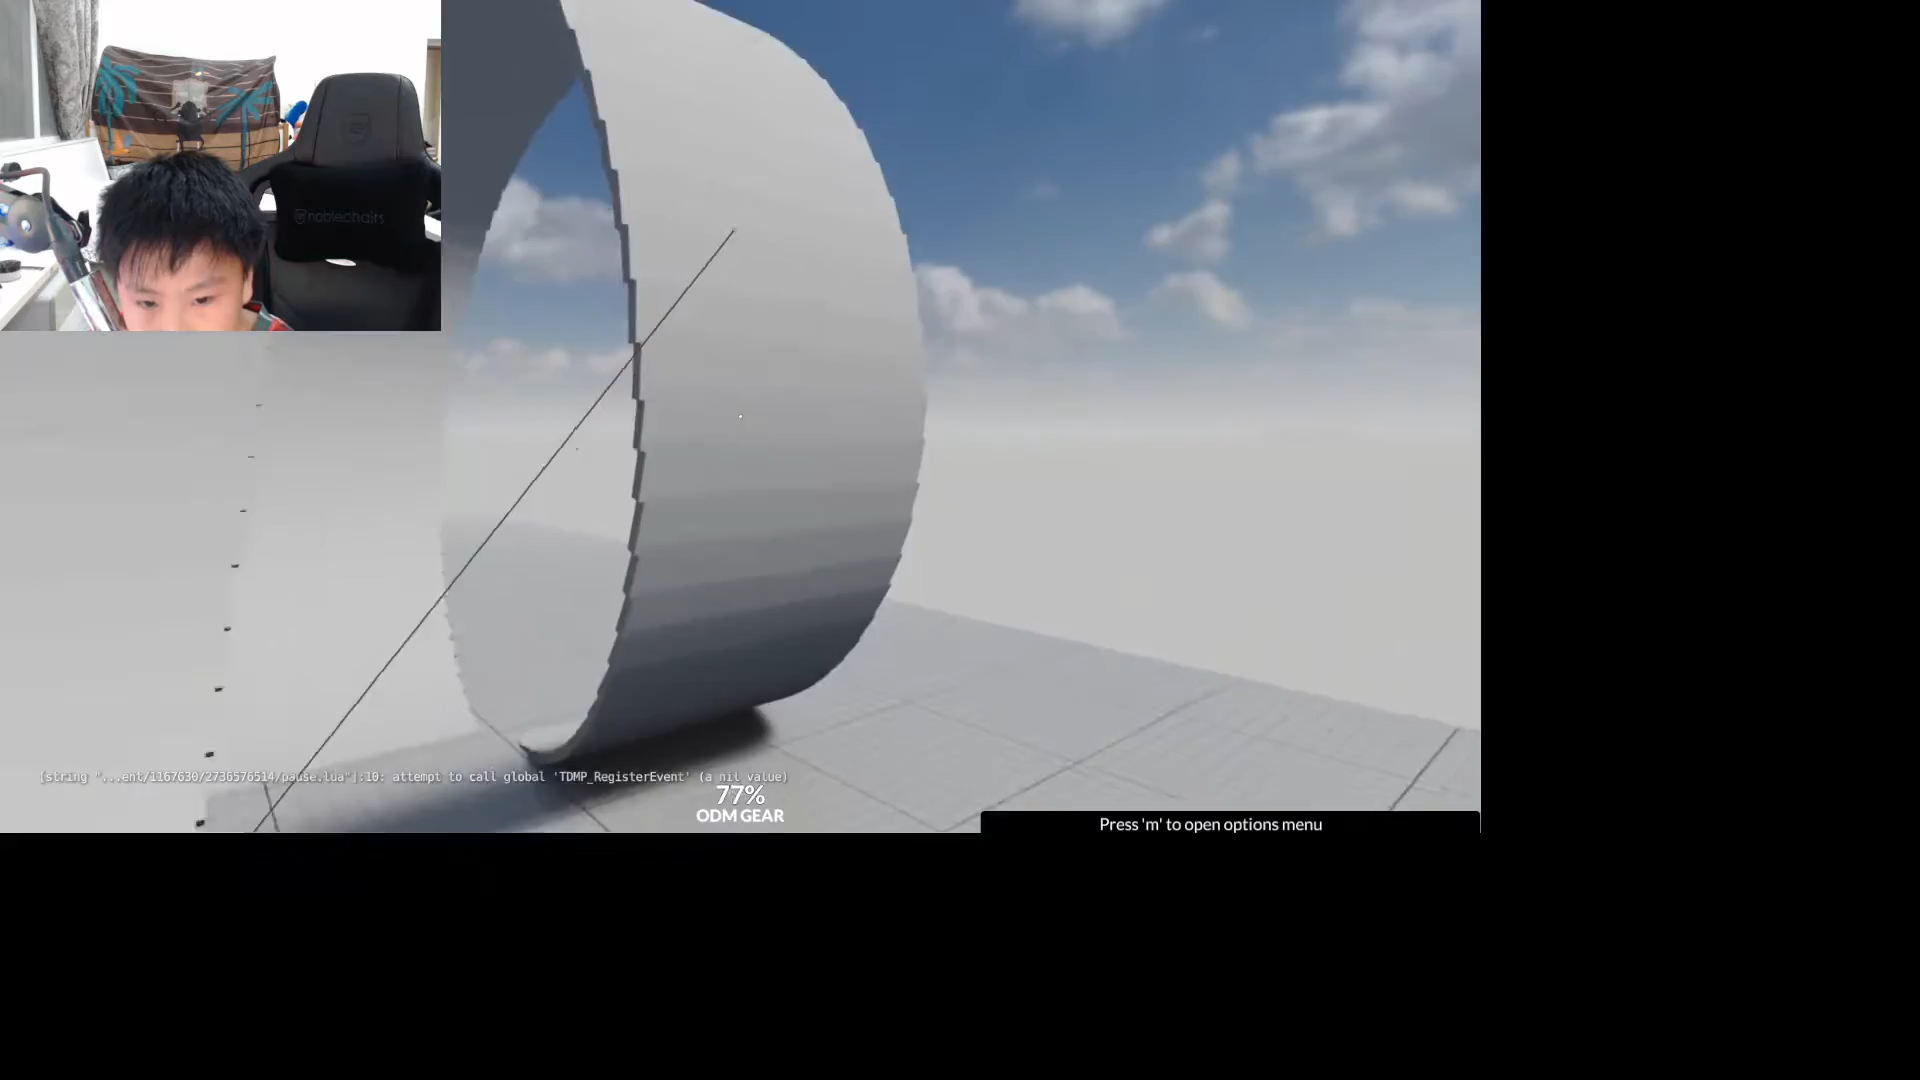 noblechairs
[string "...ent/1167630/2736576514/pause.lua"]:10: attempt to call global 'TDMP_RegisterEvent' (a nil value)
77%
ODM GEAR
Press 'm' to open options menu